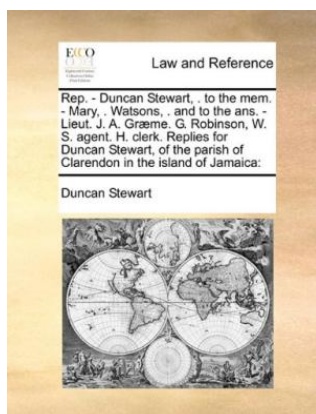 ECCO
Law and Reference
Rep. - Duncan Stewart, . to the mem.
- Mary, . Watsons, . and to the ans. -
Lieut. J. A. Græme. G. Robinson, W.
S. agent. H. clerk. Replies for
Duncan Stewart, of the parish of
Clarendon in the island of Jamaica:
Duncan Stewart